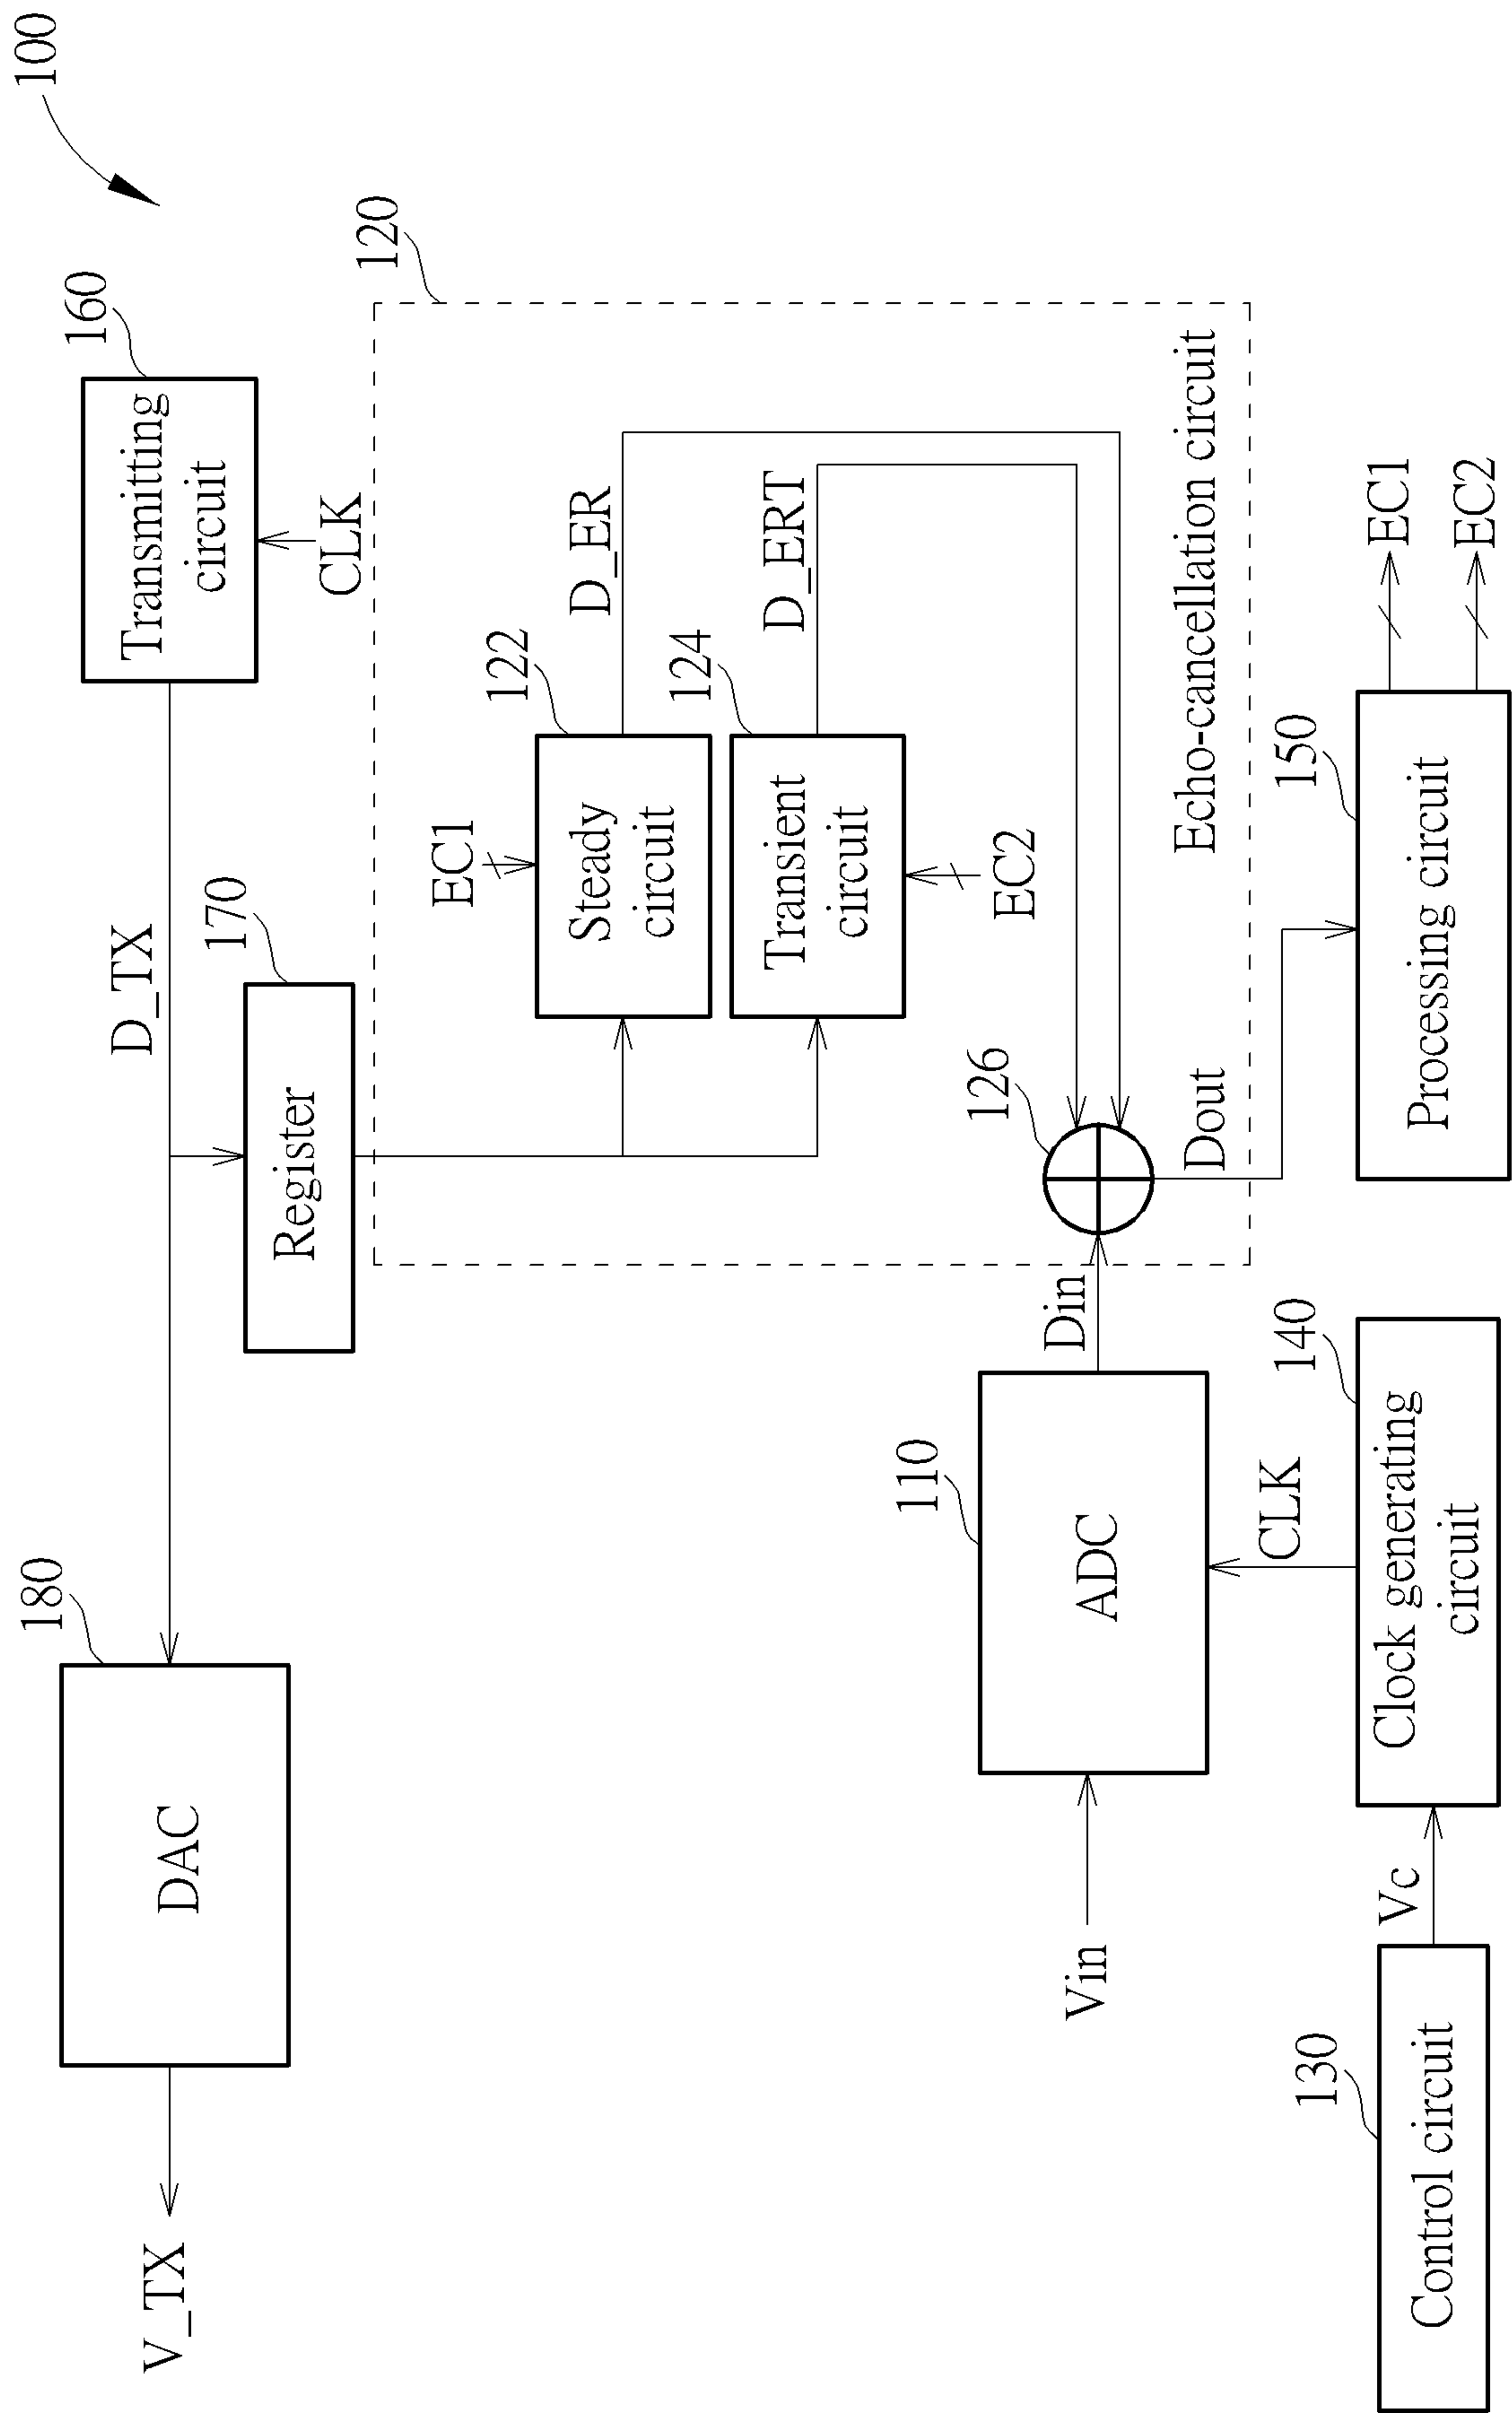 100
180
DAC
V_TX
D_TX
160
Transmitting
circuit
CLK
170
Register
120
EC1
122
Steady
circuit
D_ER
124
Transient
circuit
D_ERT
EC2
126
Echo-cancellation circuit
Vin
110
ADC
Din
Dout
CLK
130
Control circuit
Vc
140
Clock generating
circuit
150
Processing circuit
EC1
EC2